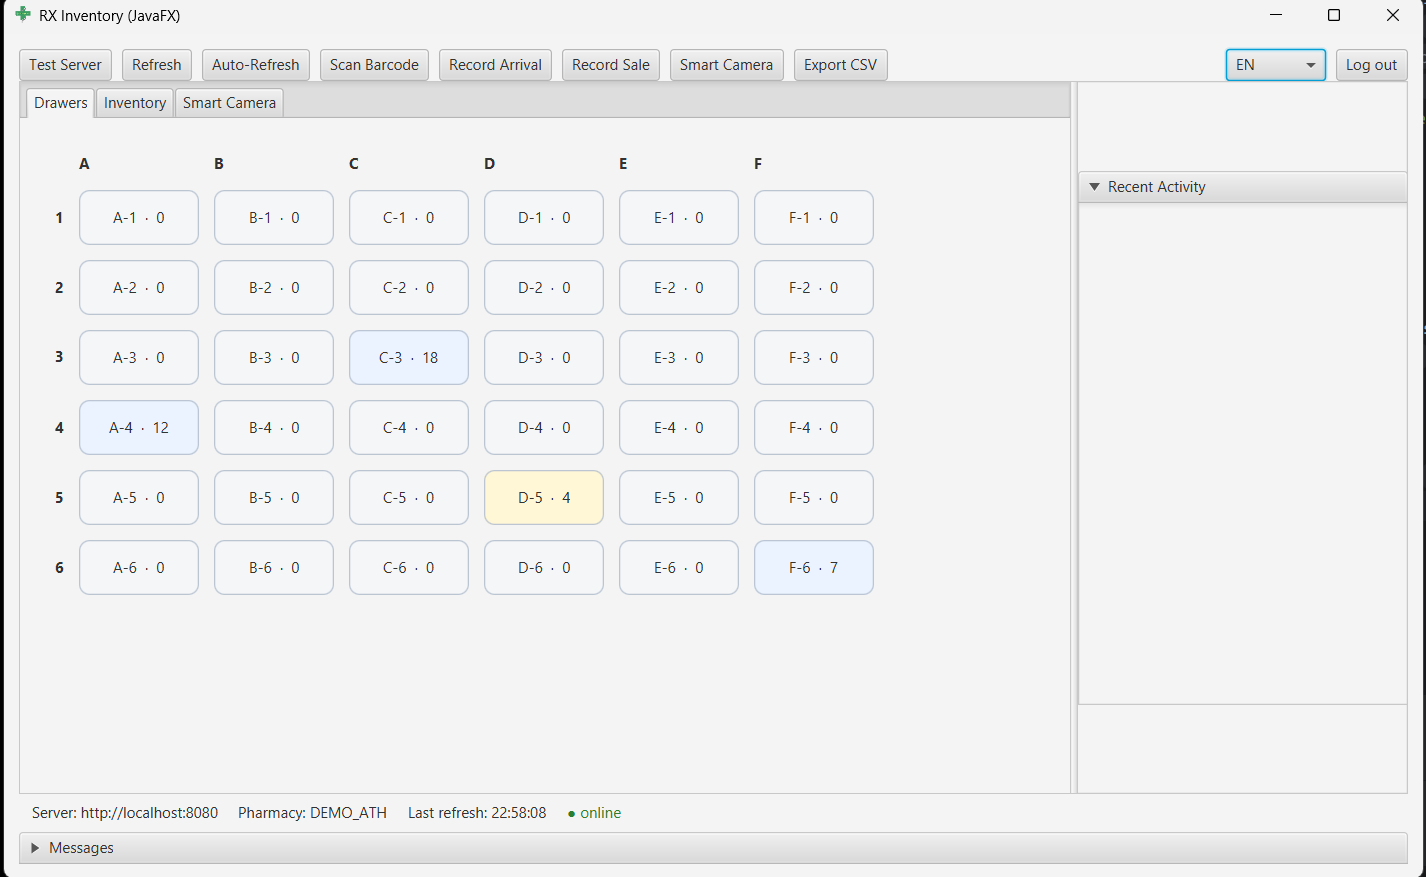 RX Inventory (JavaFX)
Test Server Refresh Auto-Refresh Scan Barcode Record Arrival Record Sale Smart Camera Export CSV EN Log out
Drawers Inventory Smart Camera
Recent Activity
A B C D E F
1 A-1 · 0 B-1 · 0 C-1 · 0 D-1 · 0 E-1 · 0 F-1 · 0
2 A-2 · 0 B-2 · 0 C-2 · 0 D-2 · 0 E-2 · 0 F-2 · 0
3 A-3 · 0 B-3 · 0 C-3 · 18 D-3 · 0 E-3 · 0 F-3 · 0
4 A-4 · 12 B-4 · 0 C-4 · 0 D-4 · 0 E-4 · 0 F-4 · 0
5 A-5 · 0 B-5 · 0 C-5 · 0 D-5 · 4 E-5 · 0 F-5 · 0
6 A-6 · 0 B-6 · 0 C-6 · 0 D-6 · 0 E-6 · 0 F-6 · 7
Server: http://localhost:8080 Pharmacy: DEMO_ATH Last refresh: 22:58:08 ● online
Messages